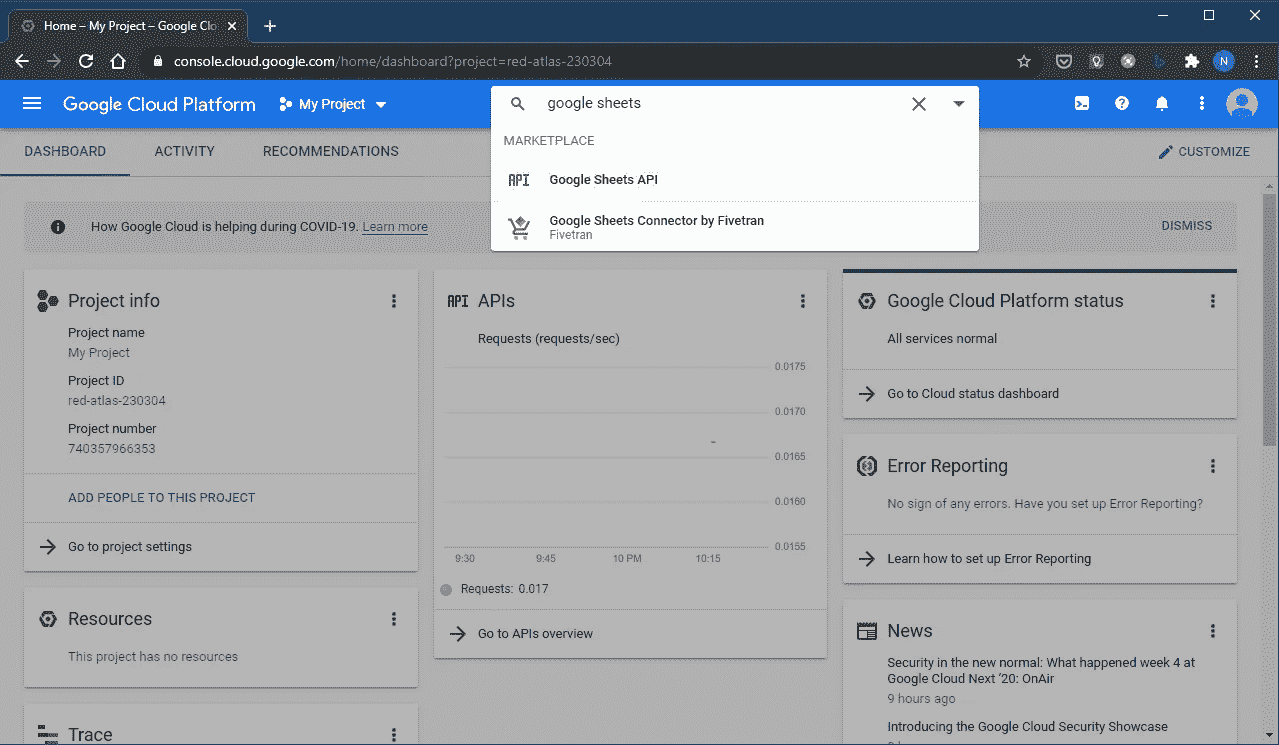 Home – My Project – Google Clo
console.cloud.google.com/home/dashboard?project=red-atlas-230304
N
Google Cloud Platform
My Project
google sheets
MARKETPLACE
API Google Sheets API
Google Sheets Connector by Fivetran
Fivetran
DASHBOARD
ACTIVITY
RECOMMENDATIONS
CUSTOMIZE
How Google Cloud is helping during COVID-19. Learn more
DISMISS
Project info
Project name
My Project
Project ID
red-atlas-230304
Project number
740357966353
ADD PEOPLE TO THIS PROJECT
Go to project settings
Resources
This project has no resources
Trace
API APIs
Requests (requests/sec)
0.0175
0.0170
0.0165
0.0160
0.0155
9:30 9:45 10 PM 10:15
Requests: 0.017
Go to APIs overview
Google Cloud Platform status
All services normal
Go to Cloud status dashboard
Error Reporting
No sign of any errors. Have you set up Error Reporting?
Learn how to set up Error Reporting
News
Security in the new normal: What happened week 4 at
Google Cloud Next ‘20: OnAir
9 hours ago
Introducing the Google Cloud Security Showcase